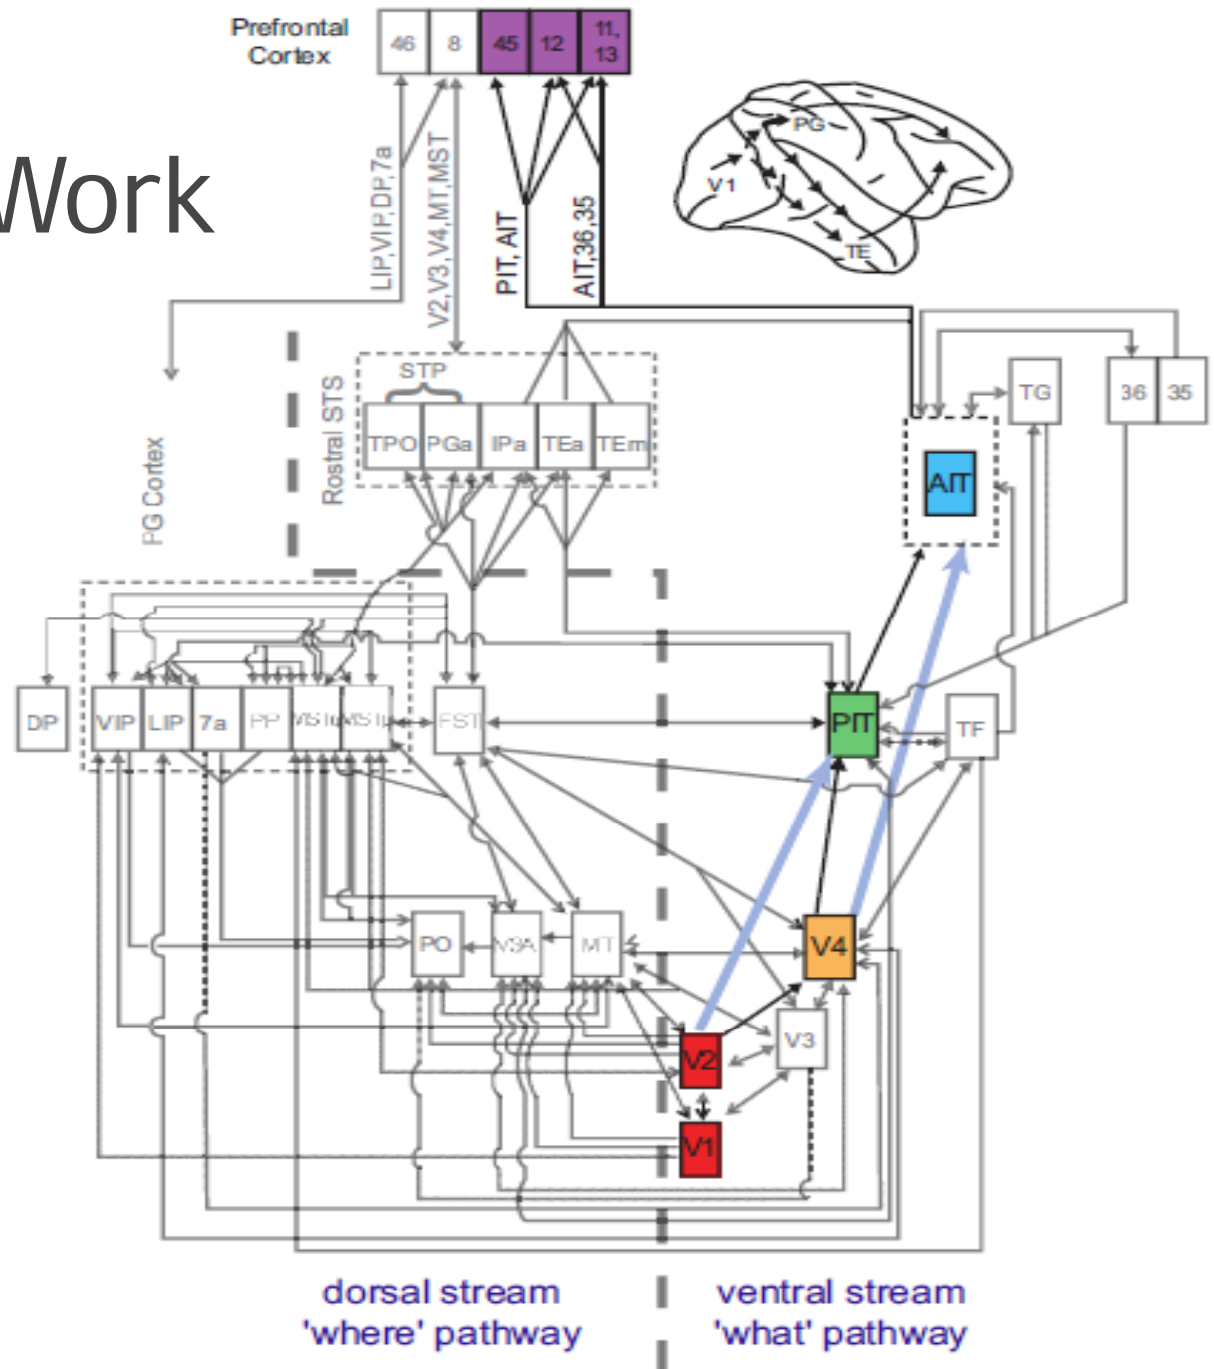 Prefrontal
Cortex
46
8
45
12
11,
13
Work
LIP,VIP,DP,7a
V2,V3,V4,MT,MST
PIT, AIT
AIT,36,35
PG
V1
TE
STP
Rostral STS
TPO
PGa
IPa
TEa
TEm
TG
36
35
AIT
PG Cortex
DP
VIP
LIP
7a
PP
FST
PIT
TF
PO
V3A
MT
V4
V2
V3
V1
dorsal stream
'where' pathway
ventral stream
'what' pathway